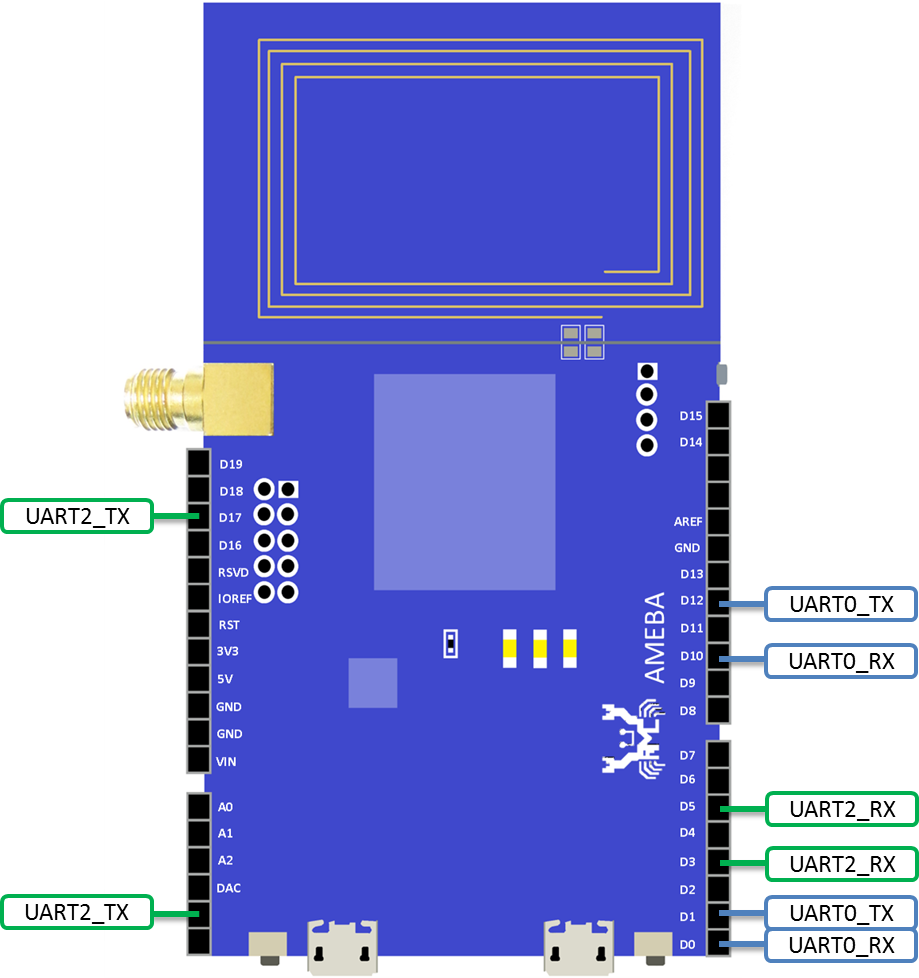 D15
D14
D19
D18
UART2_TX
D17
AREF
D16
GND
RSVD
D13
IOREF
D12
UART0_TX
RST
D11
3V3
AMEBA
D10
UART0_RX
5V
D9
GND
D8
GND
VIN
D7
D6
A0
D5
UART2_RX
A1
D4
A2
D3
UART2_RX
DAC
D2
UART2_TX
D1
UART0_TX
D0
UART0_RX